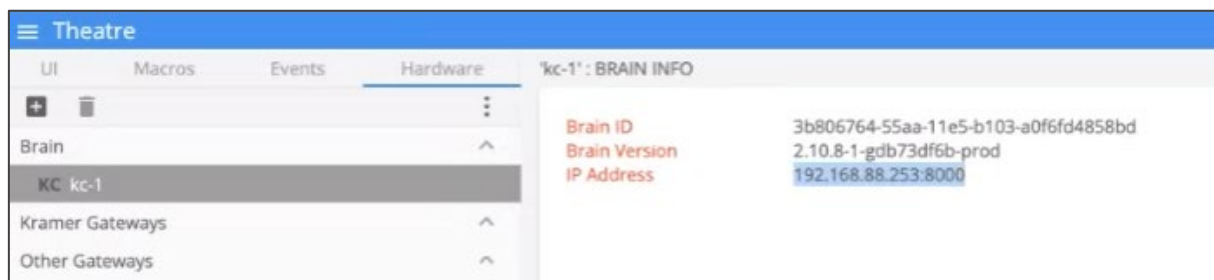 Theatre
UI Macros Events Hardware
'kc-1' : BRAIN INFO
Brain ID 3b806764-55aa-11e5-b103-a0f6fd4858bd
Brain Version 2.10.8-1-gdb73df6b-prod
IP Address 192.168.88.253:8000
Brain
KC kc-1
Kramer Gateways
Other Gateways